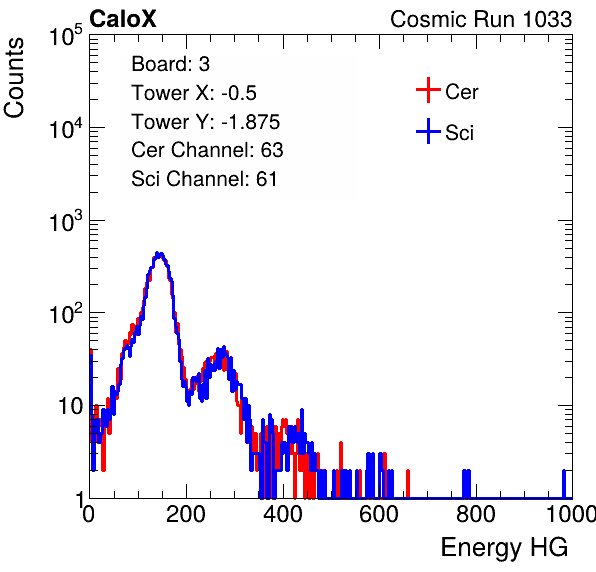 CaloX Cosmic Run 1033
Counts
Board: 3
Tower X: -0.5
Tower Y: -1.875
Cer Channel: 63
Sci Channel: 61
Cer
Sci
10^5
10^4
10^3
10^2
10
1
0 200 400 600 800 1000
Energy HG